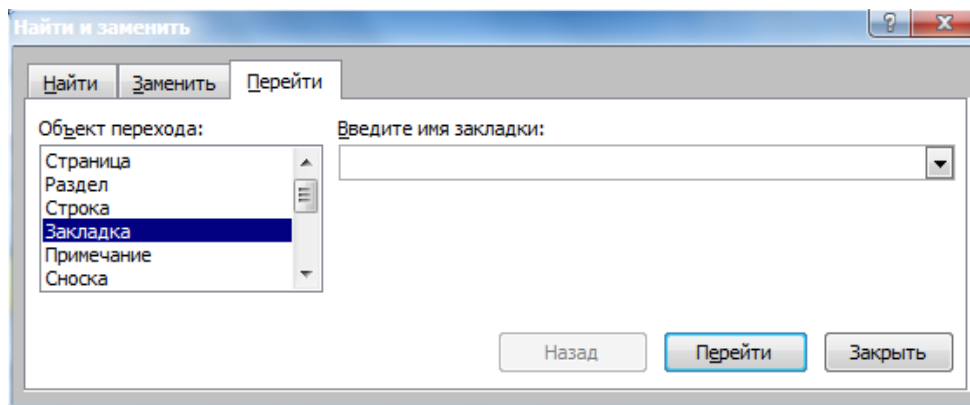 Найти и заменить
?
Найти Заменить Перейти
Объект перехода: Введите имя закладки:
Страница
Раздел
Строка
Закладка
Примечание
Сноска
Назад Перейти Закрыть